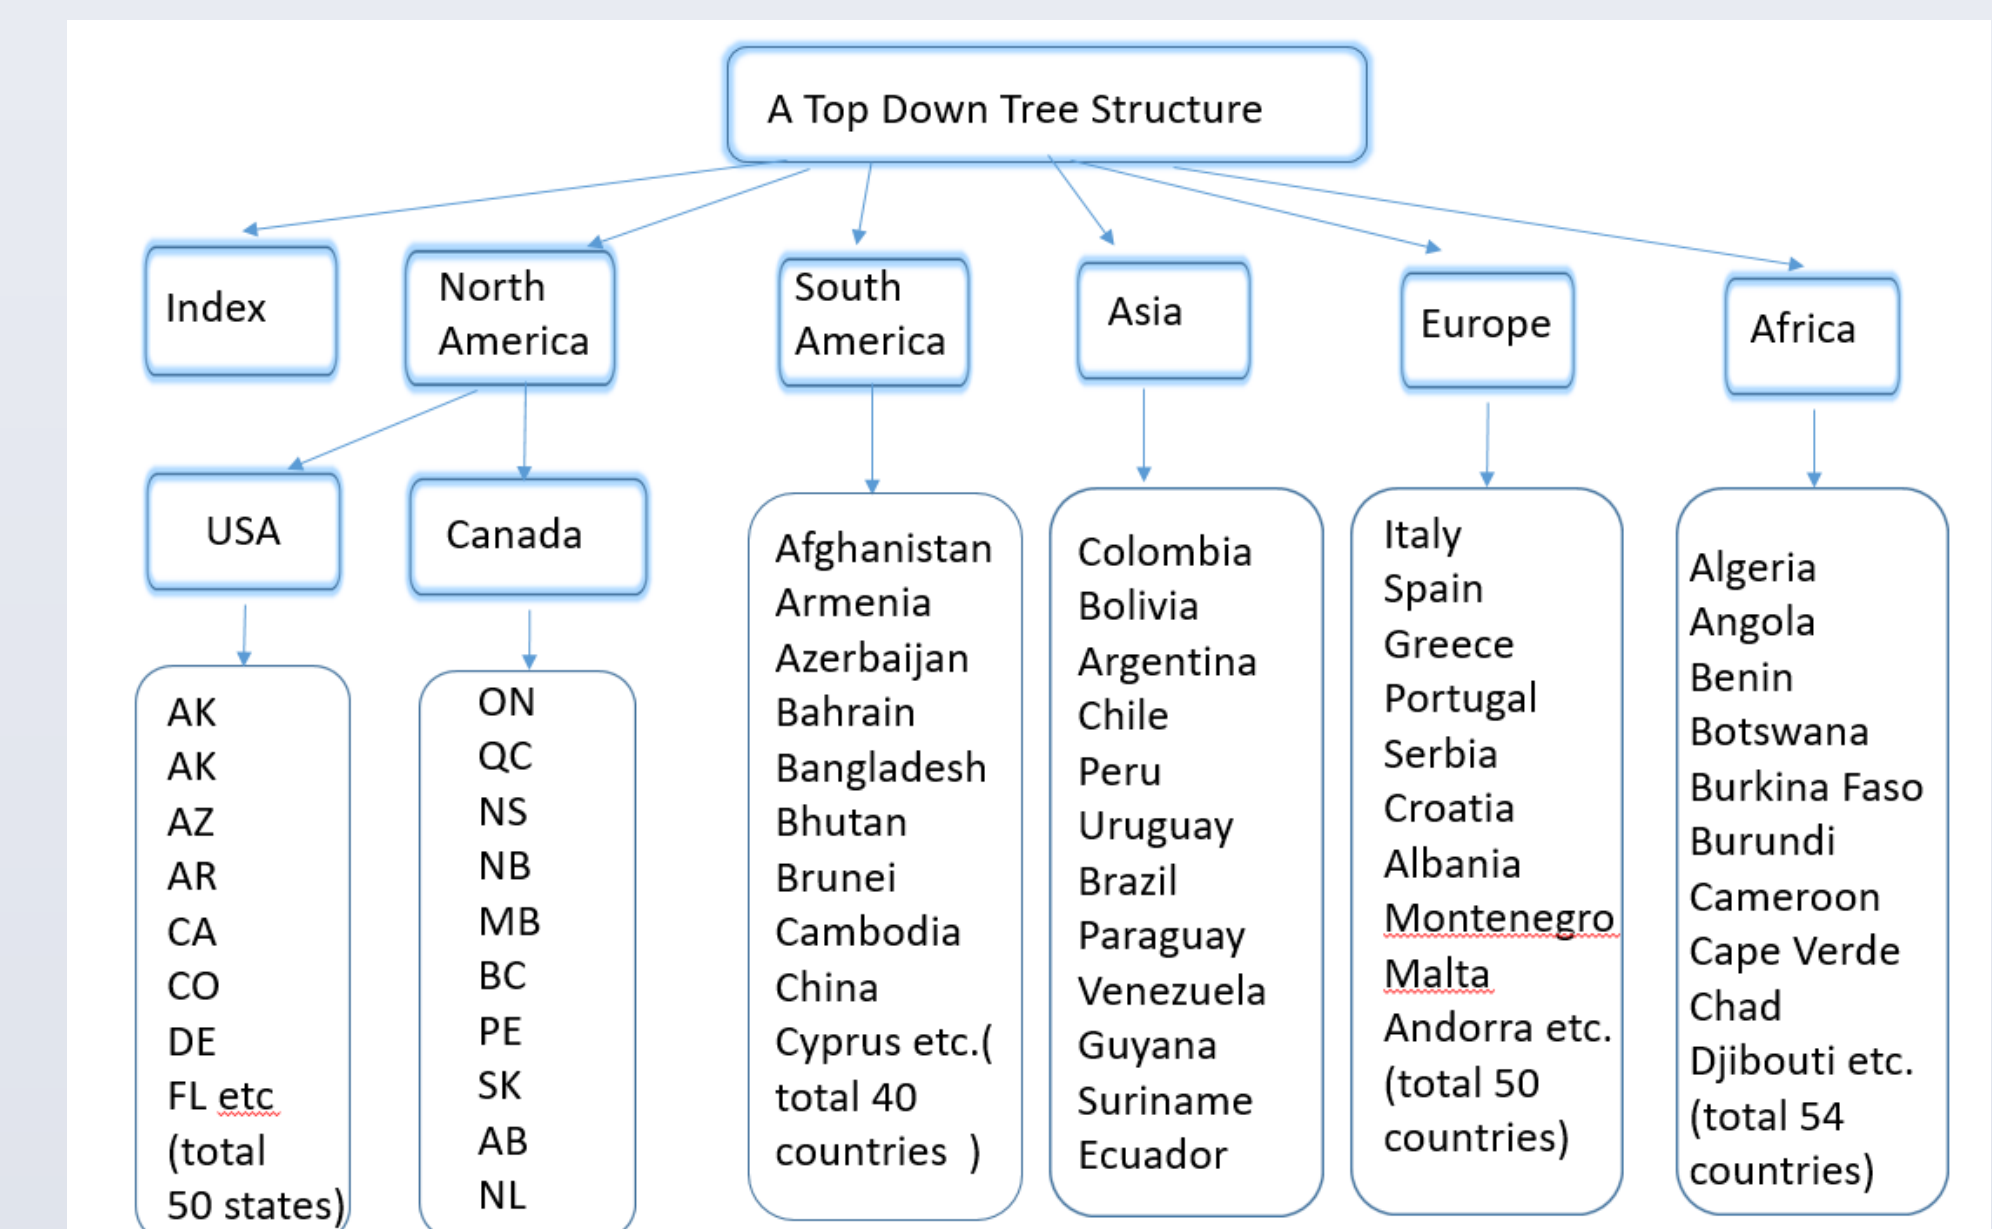 A Top Down Tree Structure
Index
North
America
South
America
Asia
Europe
Africa
USA
Canada
AK
AK
AZ
AR
CA
CO
DE
FL etc
(total
50 states)
ON
QC
NS
NB
MB
BC
PE
SK
AB
NL
Afghanistan
Armenia
Azerbaijan
Bahrain
Bangladesh
Bhutan
Brunei
Cambodia
China
Cyprus etc.(
total 40
countries  )
Colombia
Bolivia
Argentina
Chile
Peru
Uruguay
Brazil
Paraguay
Venezuela
Guyana
Suriname
Ecuador
Italy
Spain
Greece
Portugal
Serbia
Croatia
Albania
Montenegro
Malta
Andorra etc.
(total 50
countries)
Algeria
Angola
Benin
Botswana
Burkina Faso
Burundi
Cameroon
Cape Verde
Chad
Djibouti etc.
(total 54
countries)